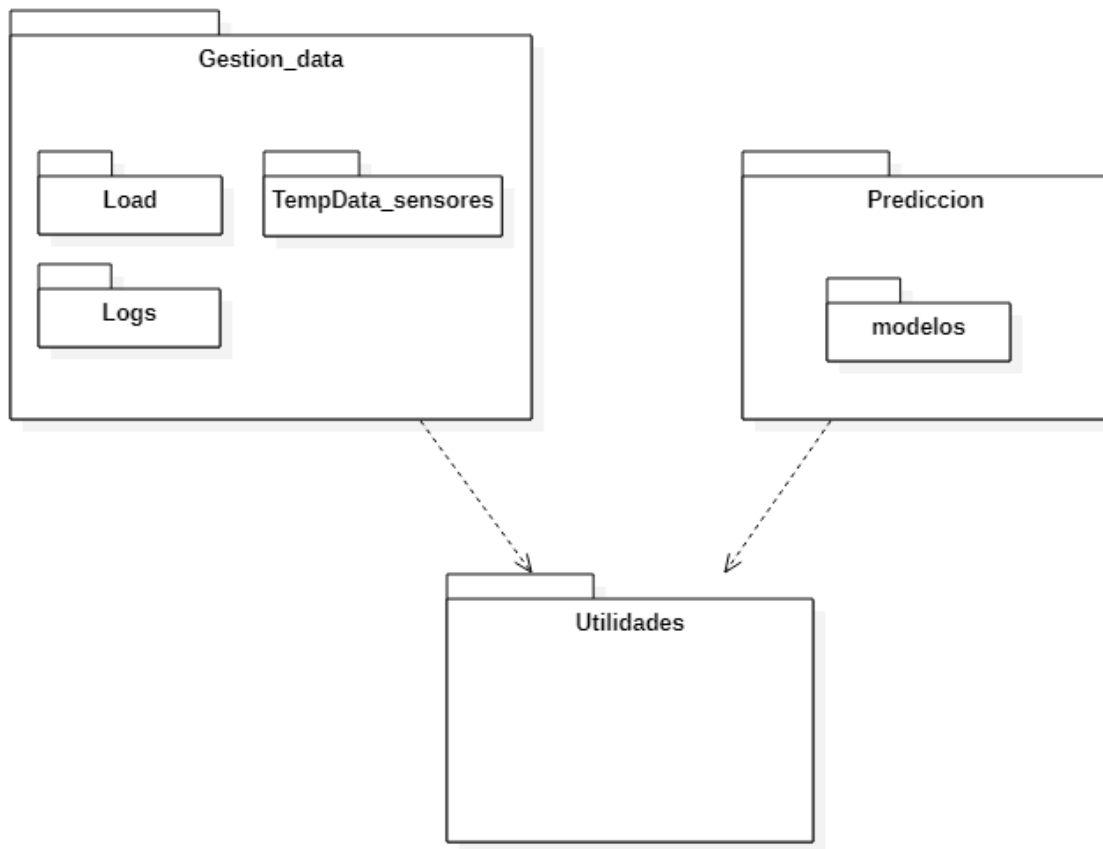 Gestion_data
Load
TempData_sensores
Logs
Prediccion
modelos
Utilidades